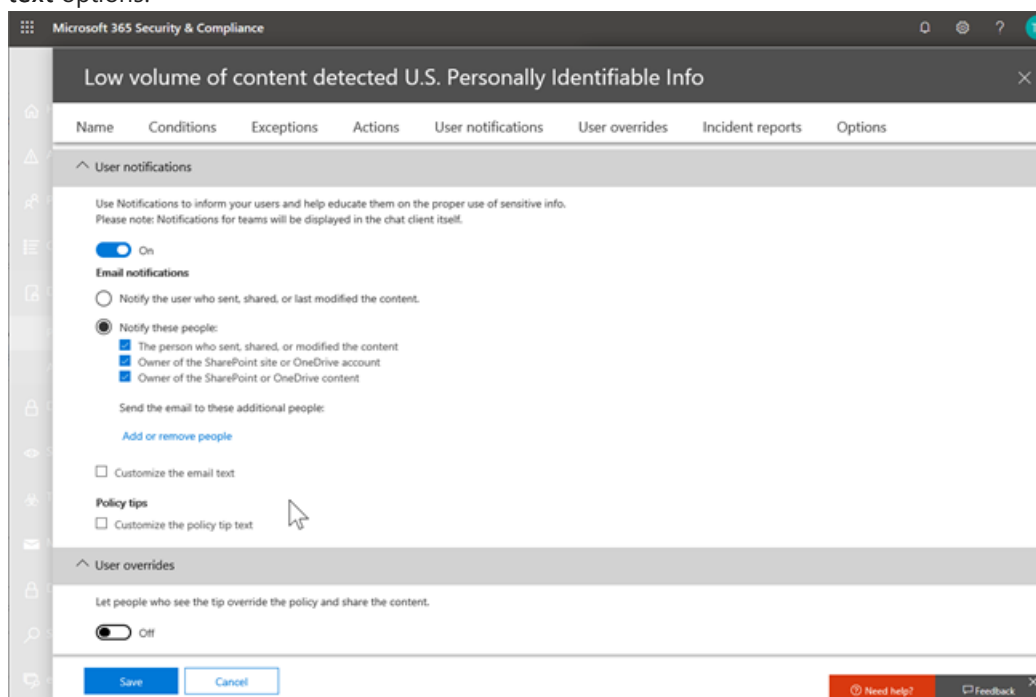 text options.
Microsoft 365 Security & Compliance
?
Low volume of content detected U.S. Personally Identifiable Info
Name Conditions Exceptions Actions User notifications User overrides Incident reports Options
User notifications
Use Notifications to inform your users and help educate them on the proper use of sensitive info.
Please note: Notifications for teams will be displayed in the chat client itself.
On
Email notifications
Notify the user who sent, shared, or last modified the content.
Notify these people:
The person who sent, shared, or modified the content
Owner of the SharePoint site or OneDrive account
Owner of the SharePoint or OneDrive content
Send the email to these additional people:
Add or remove people
Customize the email text
Policy tips
Customize the policy tip text
User overrides
Let people who see the tip override the policy and share the content.
Off
Save Cancel
Need help? Feedback